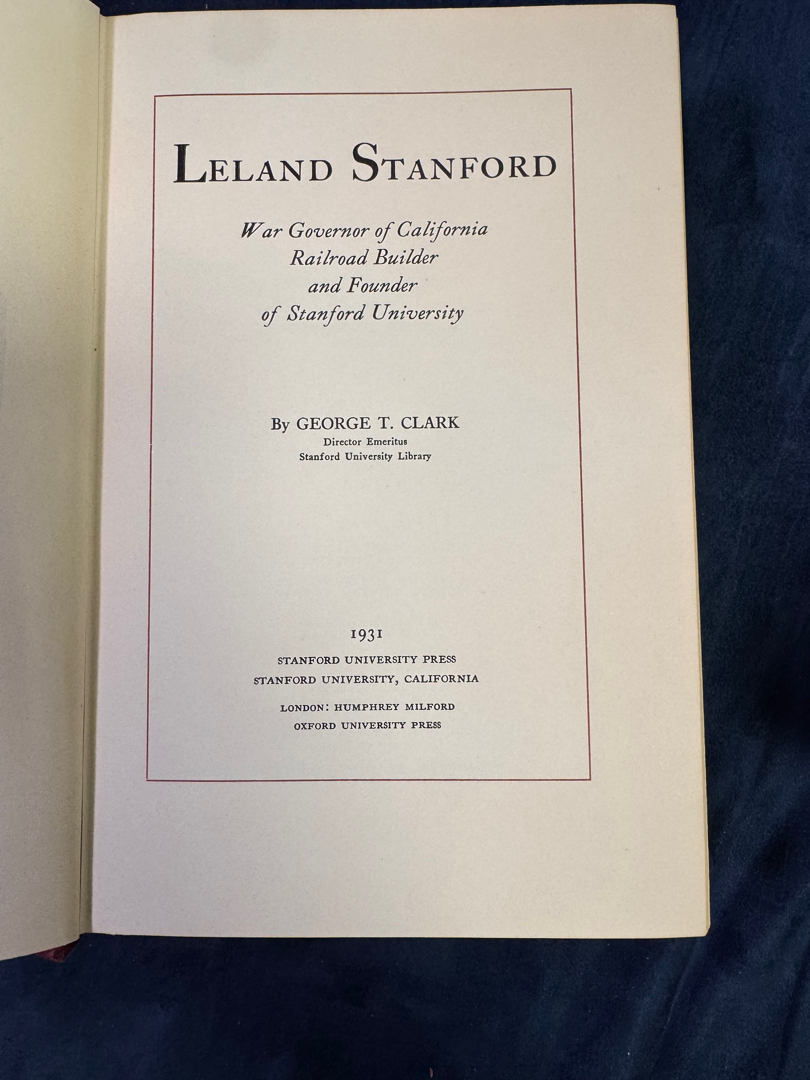 LELAND STANFORD
War Governor of California
Railroad Builder
and Founder
of Stanford University
By GEORGE T. CLARK
Director Emeritus
Stanford University Library
1931
STANFORD UNIVERSITY PRESS
STANFORD UNIVERSITY, CALIFORNIA
LONDON: HUMPHREY MILFORD
OXFORD UNIVERSITY PRESS